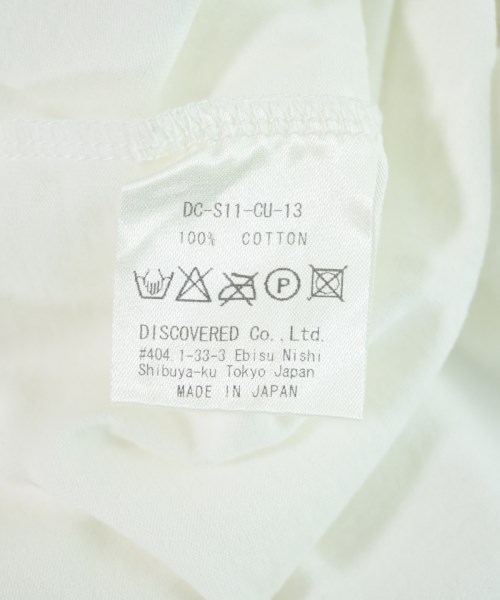 DC-S11-CU-13
100% COTTON
P
DISCOVERED Co.,Ltd.
#404 1-33-3 Ebisu Nishi
Shibuya-ku Tokyo Japan
MADE IN JAPAN